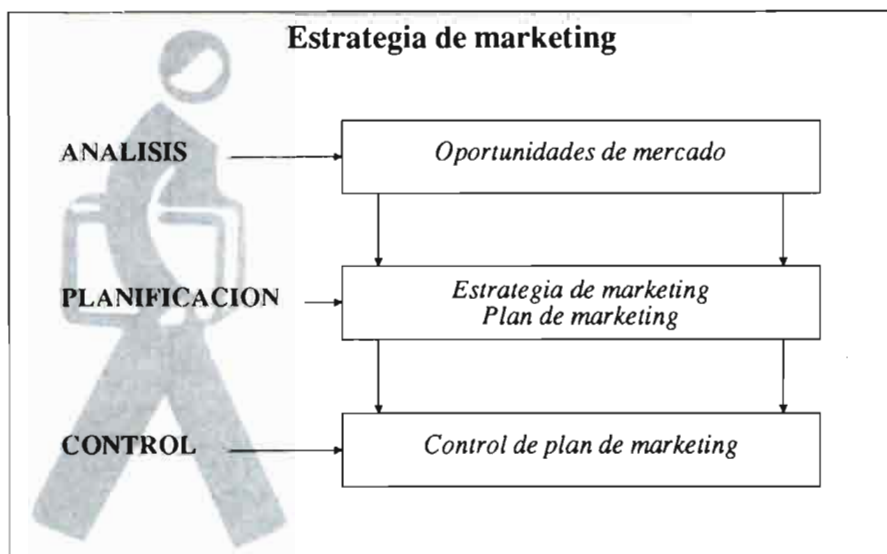 Estrategia de marketing
ANALISIS
Oportunidades de mercado
PLANIFICACION
Estrategia de marketing
Plan de marketing
CONTROL
Control de plan de marketing